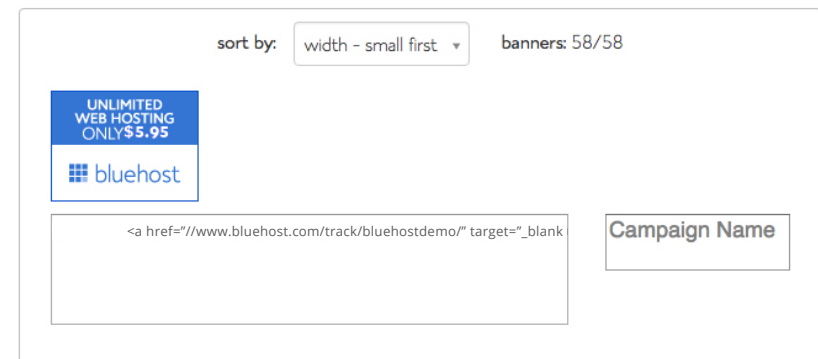 sort by: width - small first banners: 58/58
UNLIMITED
WEB HOSTING
ONLY$5.95
bluehost
<a href="//www.bluehost.com/track/bluehostdemo/" target="_blank
Campaign Name